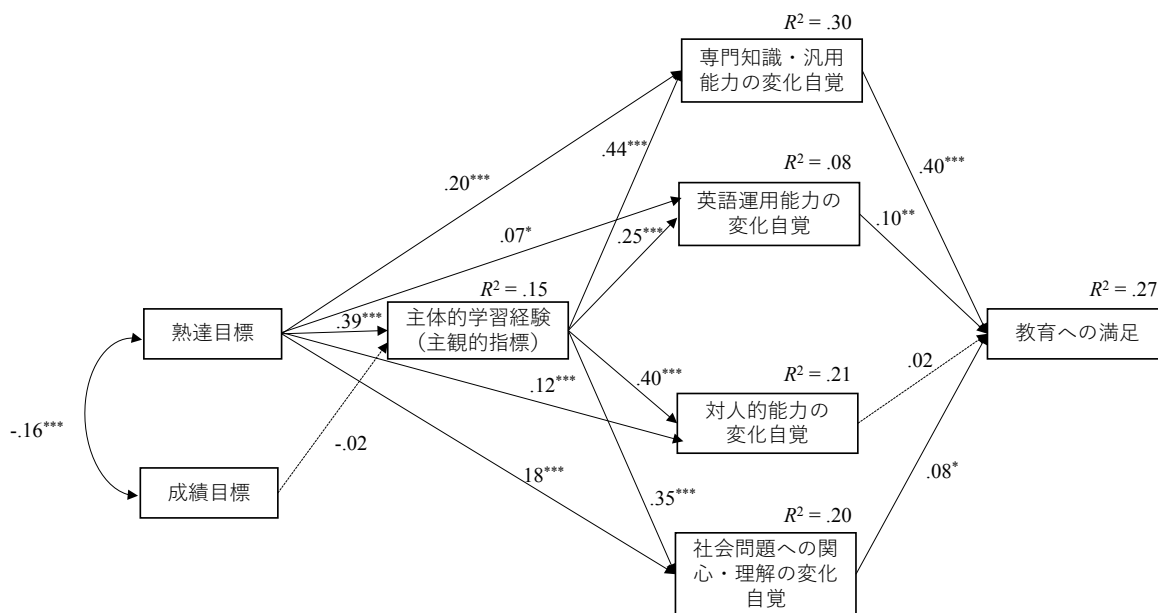 R² = .30
専門知識・汎用
能力の変化自覚
.44***
R² = .08
.40***
.20***
英語運用能力の
変化自覚
.10**
.07*
.25***
R² = .15
R² = .27
熟達目標
.39***
主体的学習経験
（主観的指標）
教育への満足
.02
R² = .21
.12***
.40***
対人的能力の
変化自覚
-.16***
-.02
成績目標
18***
.35***
.08*
R² = .20
社会問題への関
心・理解の変化
自覚